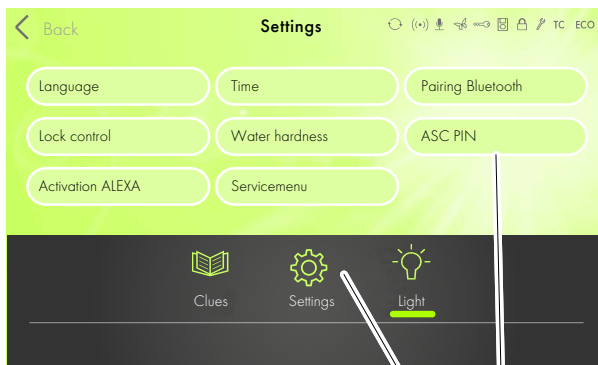 Back Settings TC ECO
Language Time Pairing Bluetooth
Lock control Water hardness ASC PIN
Activation ALEXA Servicemenu
Clues Settings Light